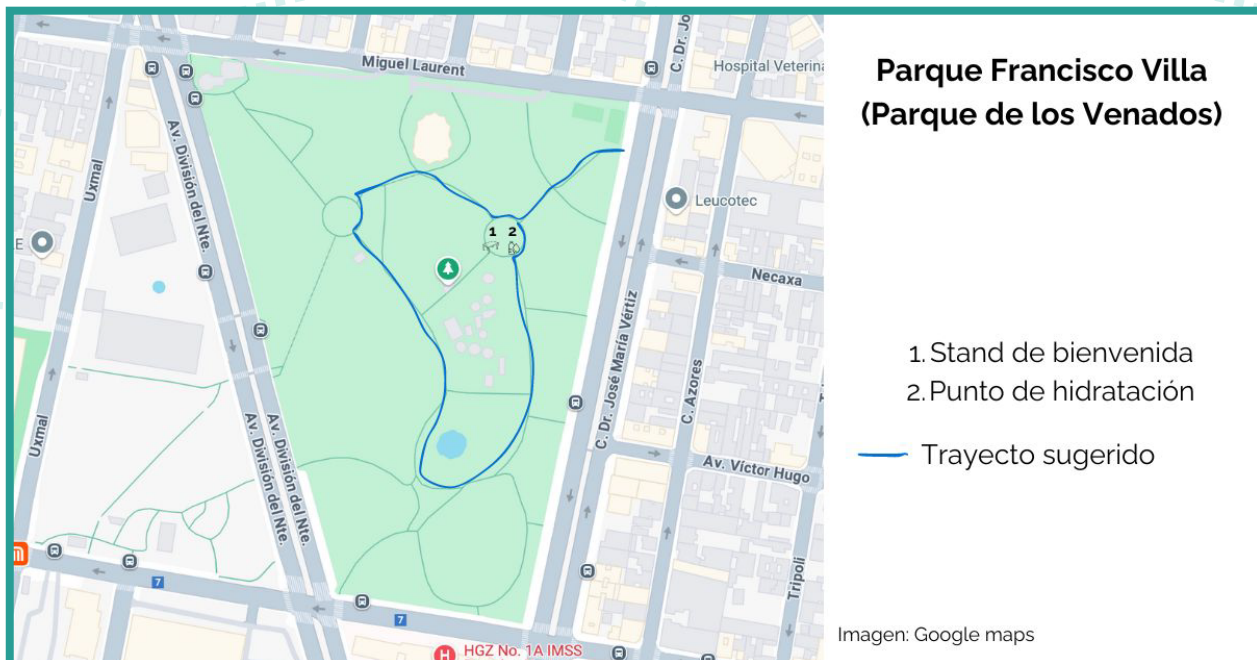 Parque Francisco Villa
(Parque de los Venados)
1. Stand de bienvenida
2. Punto de hidratación
Trayecto sugerido
Imagen: Google maps
Miguel Laurent
C. Dr. Jo
Hospital Veterina
Uxmal
Av. División del Nte.
Leucotec
1 2
E
Necaxa
C. Dr. José María Vértiz
C. Azores
Uxmal
Av. División del Nte.
Av. División del Nte.
Av. Víctor Hugo
Tripoli
7
7
H
HGZ No. 1A IMSS